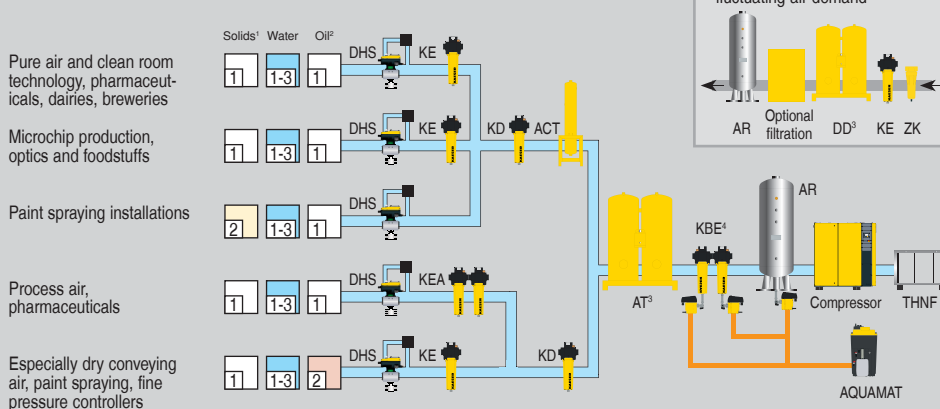 fluctuating air demand
AR
Optional
filtration
DD³
KE
ZK
Solids¹ Water Oil²
Pure air and clean room
technology, pharmaceut-
icals, dairies, breweries
1 1-3 1
DHS KE
Microchip production,
optics and foodstuffs
1 1-3 1
DHS KE KD ACT
Paint spraying installations
2 1-3 1
DHS
Process air,
pharmaceuticals
1 1-3 1
DHS KEA
Especially dry conveying
air, paint spraying, fine
pressure controllers
1 1-3 2
DHS KE KD
AT³
KBE⁴
AR
Compressor
THNF
AQUAMAT